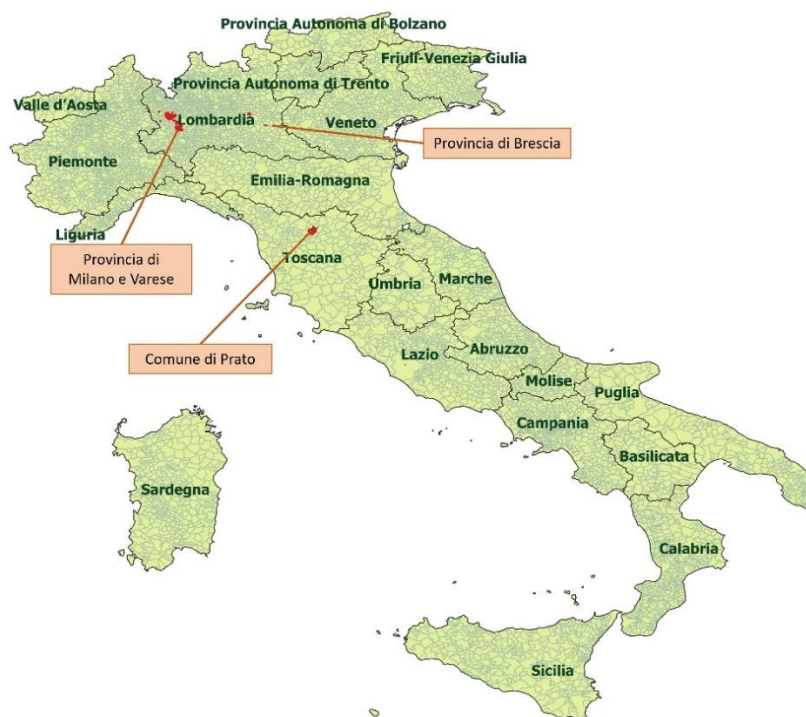 Provincia Autonoma di Bolzano
Friuli-Venezia Giulia
Provincia Autonoma di Trento
Valle d'Aosta
Lombardia
Veneto
Provincia di Brescia
Piemonte
Emilia-Romagna
Liguria
Provincia di
Milano e Varese
Toscana
Umbria
Marche
Comune di Prato
Lazio
Abruzzo
Molise
Puglia
Campania
Basilicata
Sardegna
Calabria
Sicilia